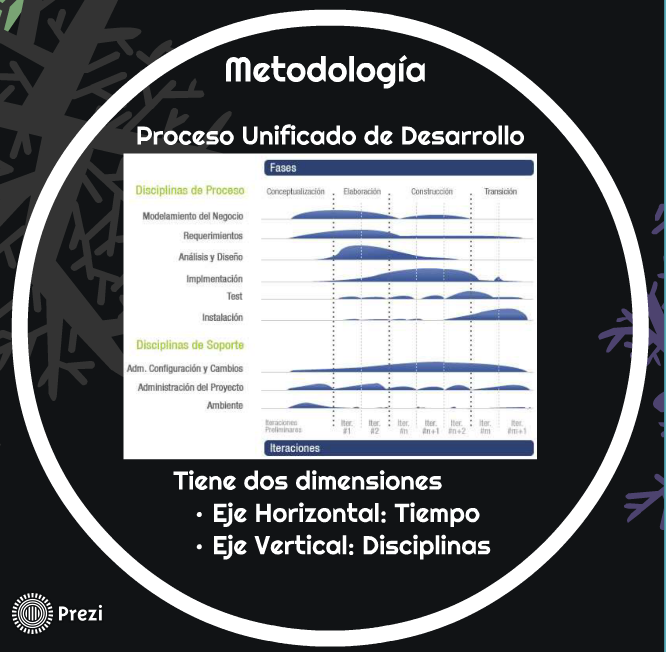 Metodología
Proceso Unificado de Desarrollo
Fases
Disciplinas de Proceso
Conceptualización Elaboración Construcción Transición
Modelamiento del Negocio
Requerimientos
Análisis y Diseño
Implmentación
Test
Instalación
Disciplinas de Soporte
Adm. Configuración y Cambios
Administración del Proyecto
Ambiente
Iteraciones Preliminares
Iter. #1 Iter. #2 Iter. #n Iter. #n+1 Iter. #n+2 Iter. #m Iter. #m+1
Iteraciones
Tiene dos dimensiones
• Eje Horizontal: Tiempo
• Eje Vertical: Disciplinas
Prezi